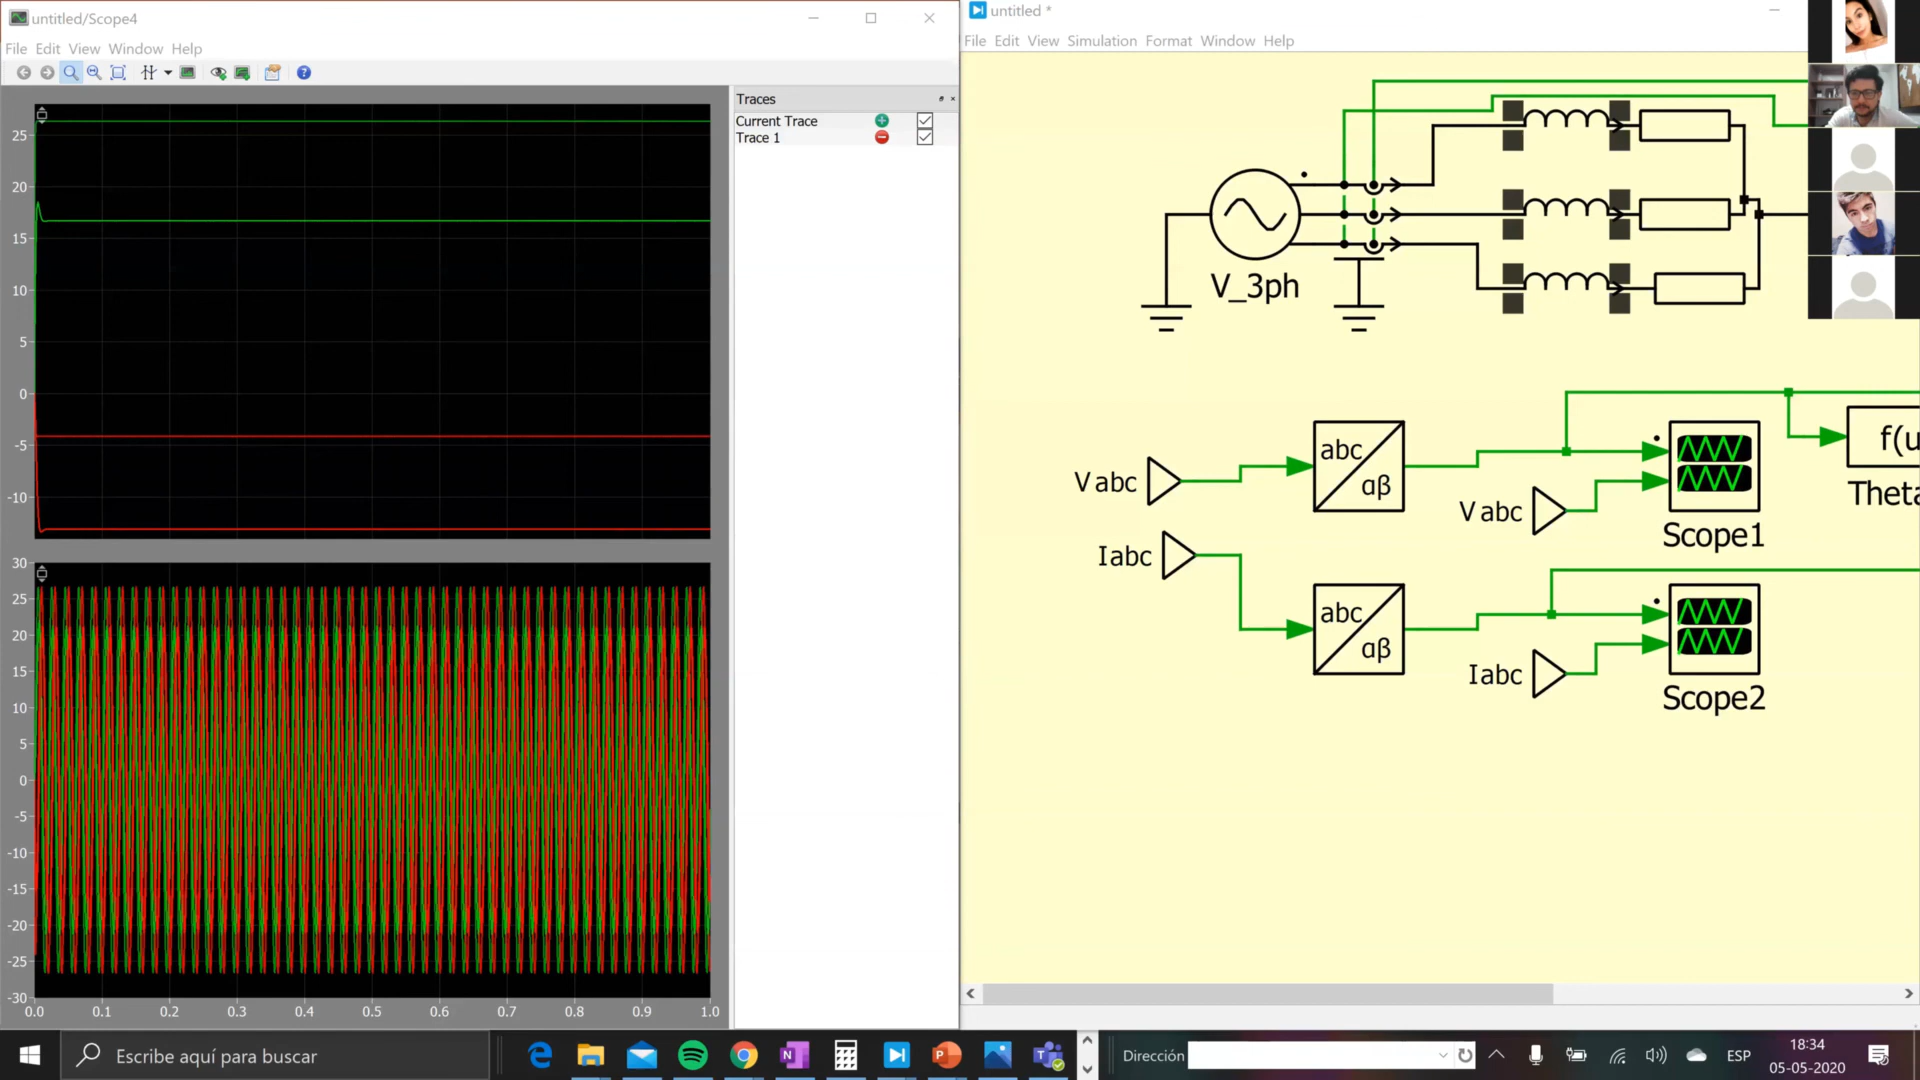 untitled/Scope4
File Edit View Window Help
Traces
Current Trace
Trace 1
25
20
15
10
5
0
-5
-10
30
25
20
15
10
5
0
-5
-10
-15
-20
-25
-30
0.0 0.1 0.2 0.3 0.4 0.5 0.6 0.7 0.8 0.9 1.0
untitled *
File Edit View Simulation Format Window Help
V_3ph
Vabc
abc
αβ
Vabc
Scope1
f(u
Theta
Iabc
abc
αβ
Iabc
Scope2
Escribe aquí para buscar
Dirección
ESP
18:34
05-05-2020